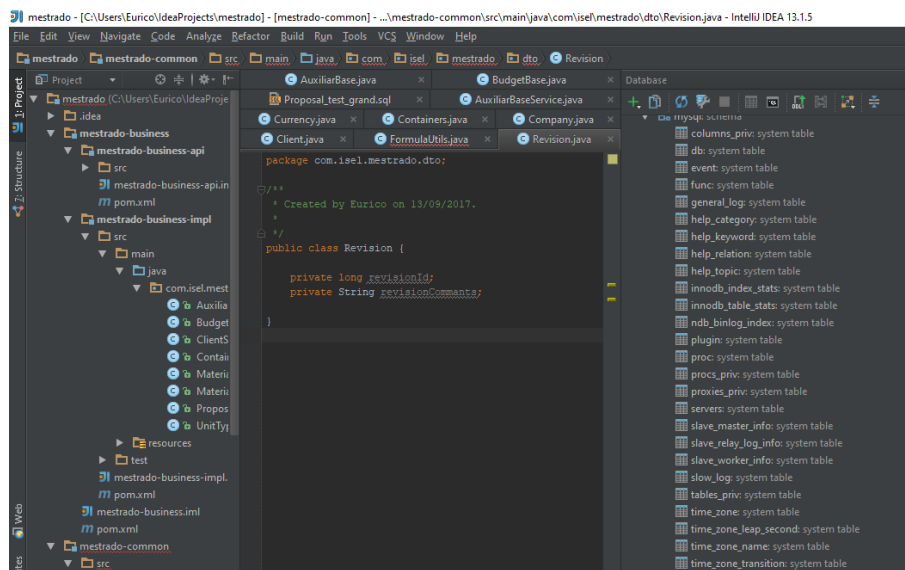 mestrado - [C:\Users\Eurico\IdeaProjects\mestrado] - [mestrado-common] - ...\mestrado-common\src\main\java\com\isel\mestrado\dto\Revision.java - IntelliJ IDEA 13.1.5
File Edit View Navigate Code Analyze Refactor Build Run Tools VCS Window Help
mestrado mestrado-common src main java com isel mestrado dto Revision
1: Project
Z: Structure
Web
Project
mestrado (C:\Users\Eurico\IdeaProje
.idea
mestrado-business
mestrado-business-api
src
mestrado-business-api.in
pom.xml
mestrado-business-impl
src
main
java
com.isel.mest
Auxilia
Budget
ClientS
Contai
Materia
Materia
Propos
UnitTyp
resources
test
mestrado-business-impl.
pom.xml
mestrado-business.iml
pom.xml
mestrado-common
src
AuxiliarBase.java BudgetBase.java
Proposal_test_grand.sql AuxiliarBaseService.java
Currency.java Containers.java Company.java
Client.java FormulaUtils.java Revision.java
package com.isel.mestrado.dto;
/**
* Created by Eurico on 13/09/2017.
*
*/
public class Revision {
private long revisionId;
private String revisionCommants;
}
Database
mysql: schema
columns_priv: system table
db: system table
event: system table
func: system table
general_log: system table
help_category: system table
help_keyword: system table
help_relation: system table
help_topic: system table
innodb_index_stats: system table
innodb_table_stats: system table
ndb_binlog_index: system table
plugin: system table
proc: system table
procs_priv: system table
proxies_priv: system table
servers: system table
slave_master_info: system table
slave_relay_log_info: system table
slave_worker_info: system table
slow_log: system table
tables_priv: system table
time_zone: system table
time_zone_leap_second: system table
time_zone_name: system table
time_zone_transition: system table